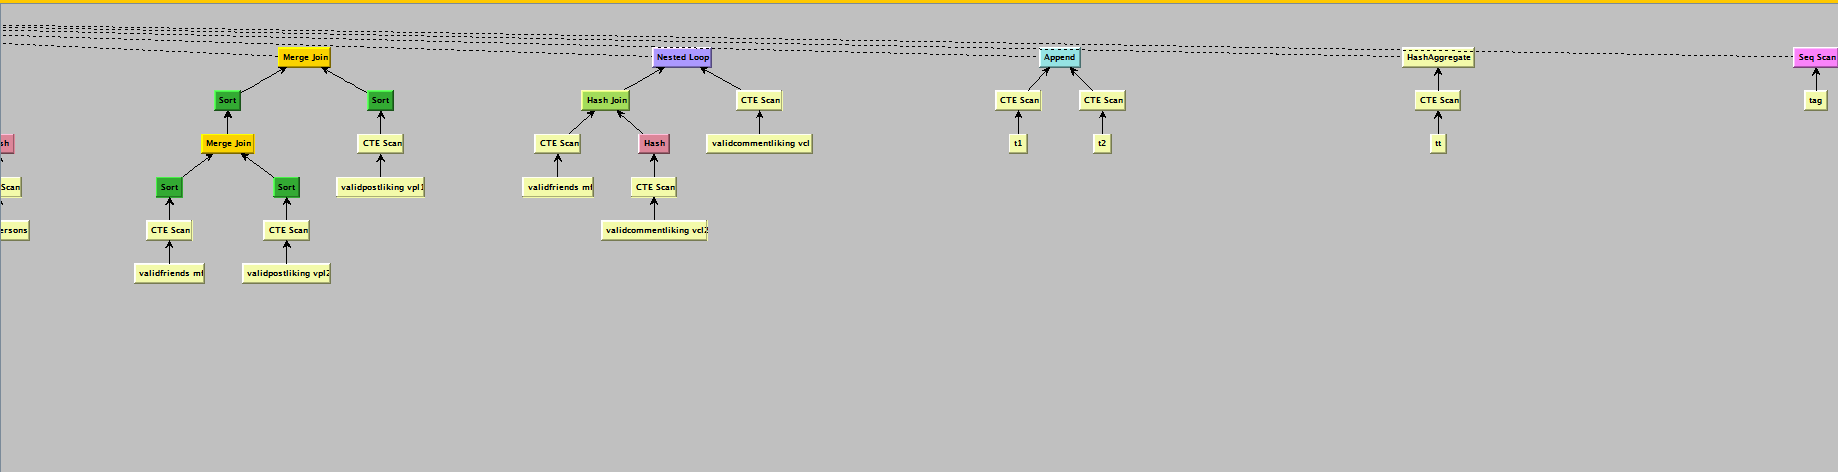 Merge Join
Nested Loop
Append
HashAggregate
Seq Scan
Sort
Sort
Hash Join
CTE Scan
CTE Scan
CTE Scan
CTE Scan
tag
sh
Merge Join
CTE Scan
CTE Scan
Hash
validcommentliking vcl
t1
t2
tt
Scan
Sort
Sort
validpostliking vpl1
validfriends mf
CTE Scan
ersons
CTE Scan
CTE Scan
validcommentliking vcl2
validfriends mf
validpostliking vpl2